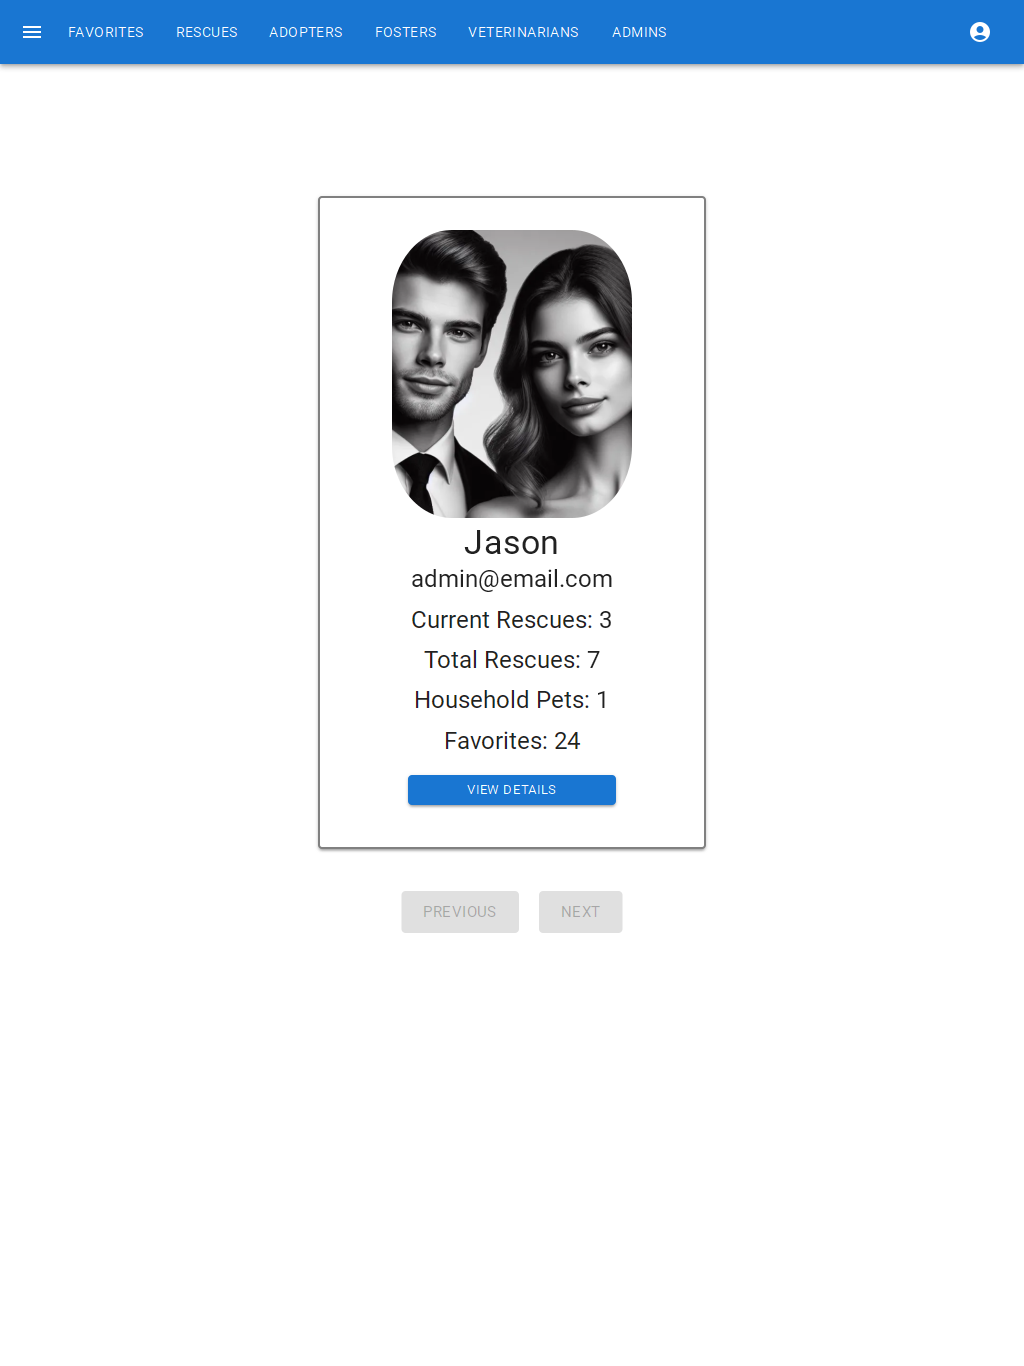 FAVORITES RESCUES ADOPTERS FOSTERS VETERINARIANS ADMINS
Jason
admin@email.com
Current Rescues: 3
Total Rescues: 7
Household Pets: 1
Favorites: 24
VIEW DETAILS
PREVIOUS NEXT